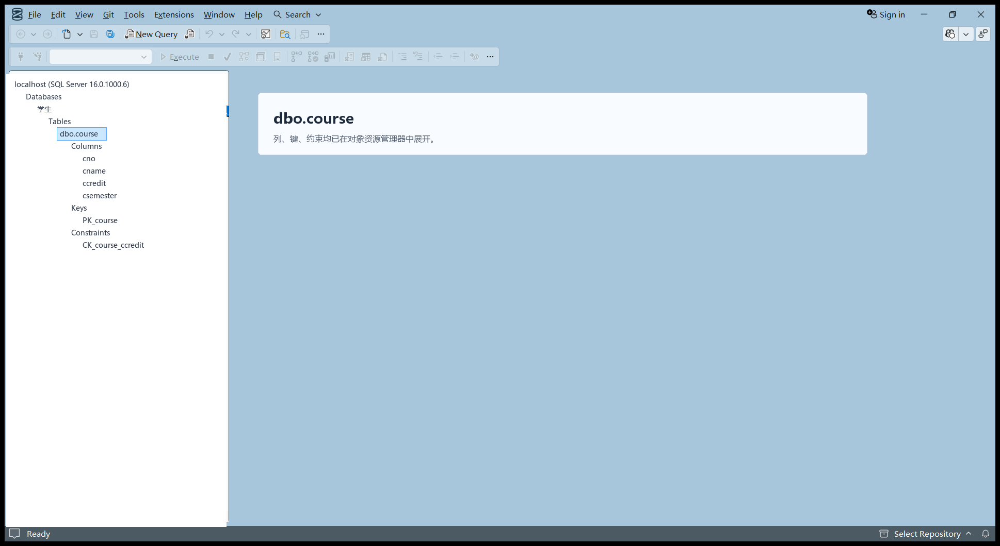 File Edit View Git Tools Extensions Window Help Search Sign in
New Query
Execute
localhost (SQL Server 16.0.1000.6)
Databases
学生
Tables
dbo.course
Columns
cno
cname
ccredit
csemester
Keys
PK_course
Constraints
CK_course_ccredit
dbo.course
列、键、约束均已在对象资源管理器中展开。
Ready Select Repository